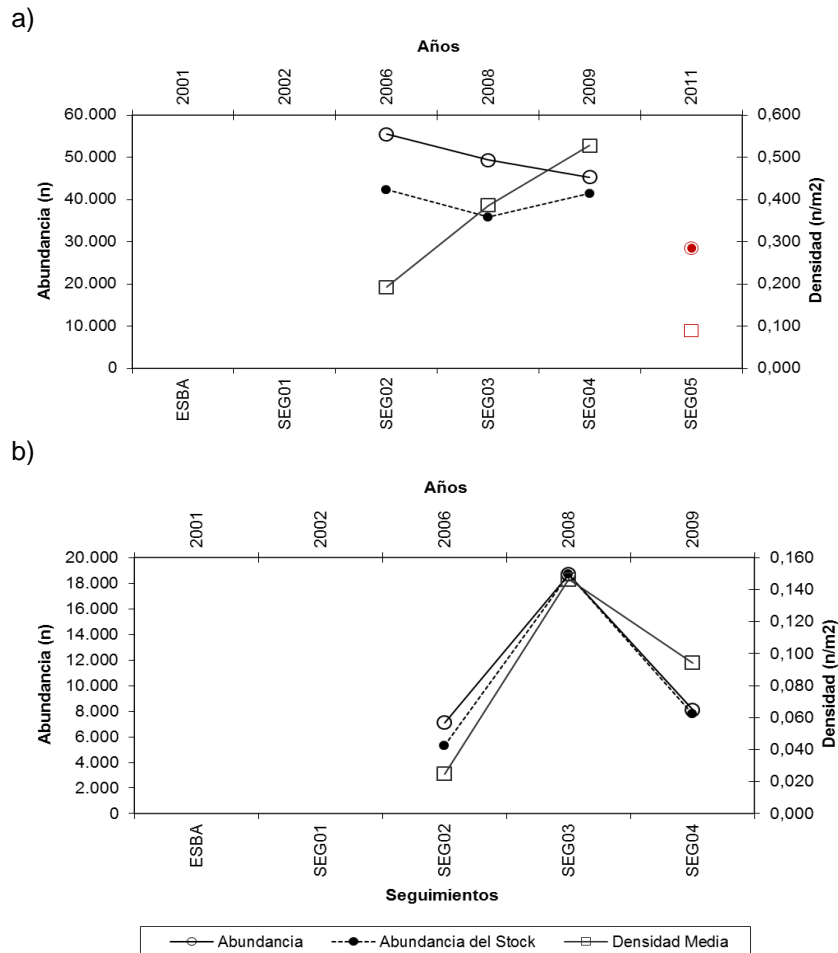 a)
Años
2001 2002 2006 2008 2009 2011
60.000 0,600
50.000 0,500
40.000 0,400
30.000 0,300
20.000 0,200
10.000 0,100
0 0,000
Abundancia (n)
Densidad (n/m2)
ESBA SEG01 SEG02 SEG03 SEG04 SEG05
b)
Años
2001 2002 2006 2008 2009
20.000 0,160
18.000 0,140
16.000 0,120
14.000 0,100
12.000 0,080
10.000 0,060
8.000 0,040
6.000 0,020
4.000 0,000
2.000
0
Abundancia (n)
Densidad (n/m2)
ESBA SEG01 SEG02 SEG03 SEG04
Seguimientos
Abundancia Abundancia del Stock Densidad Media